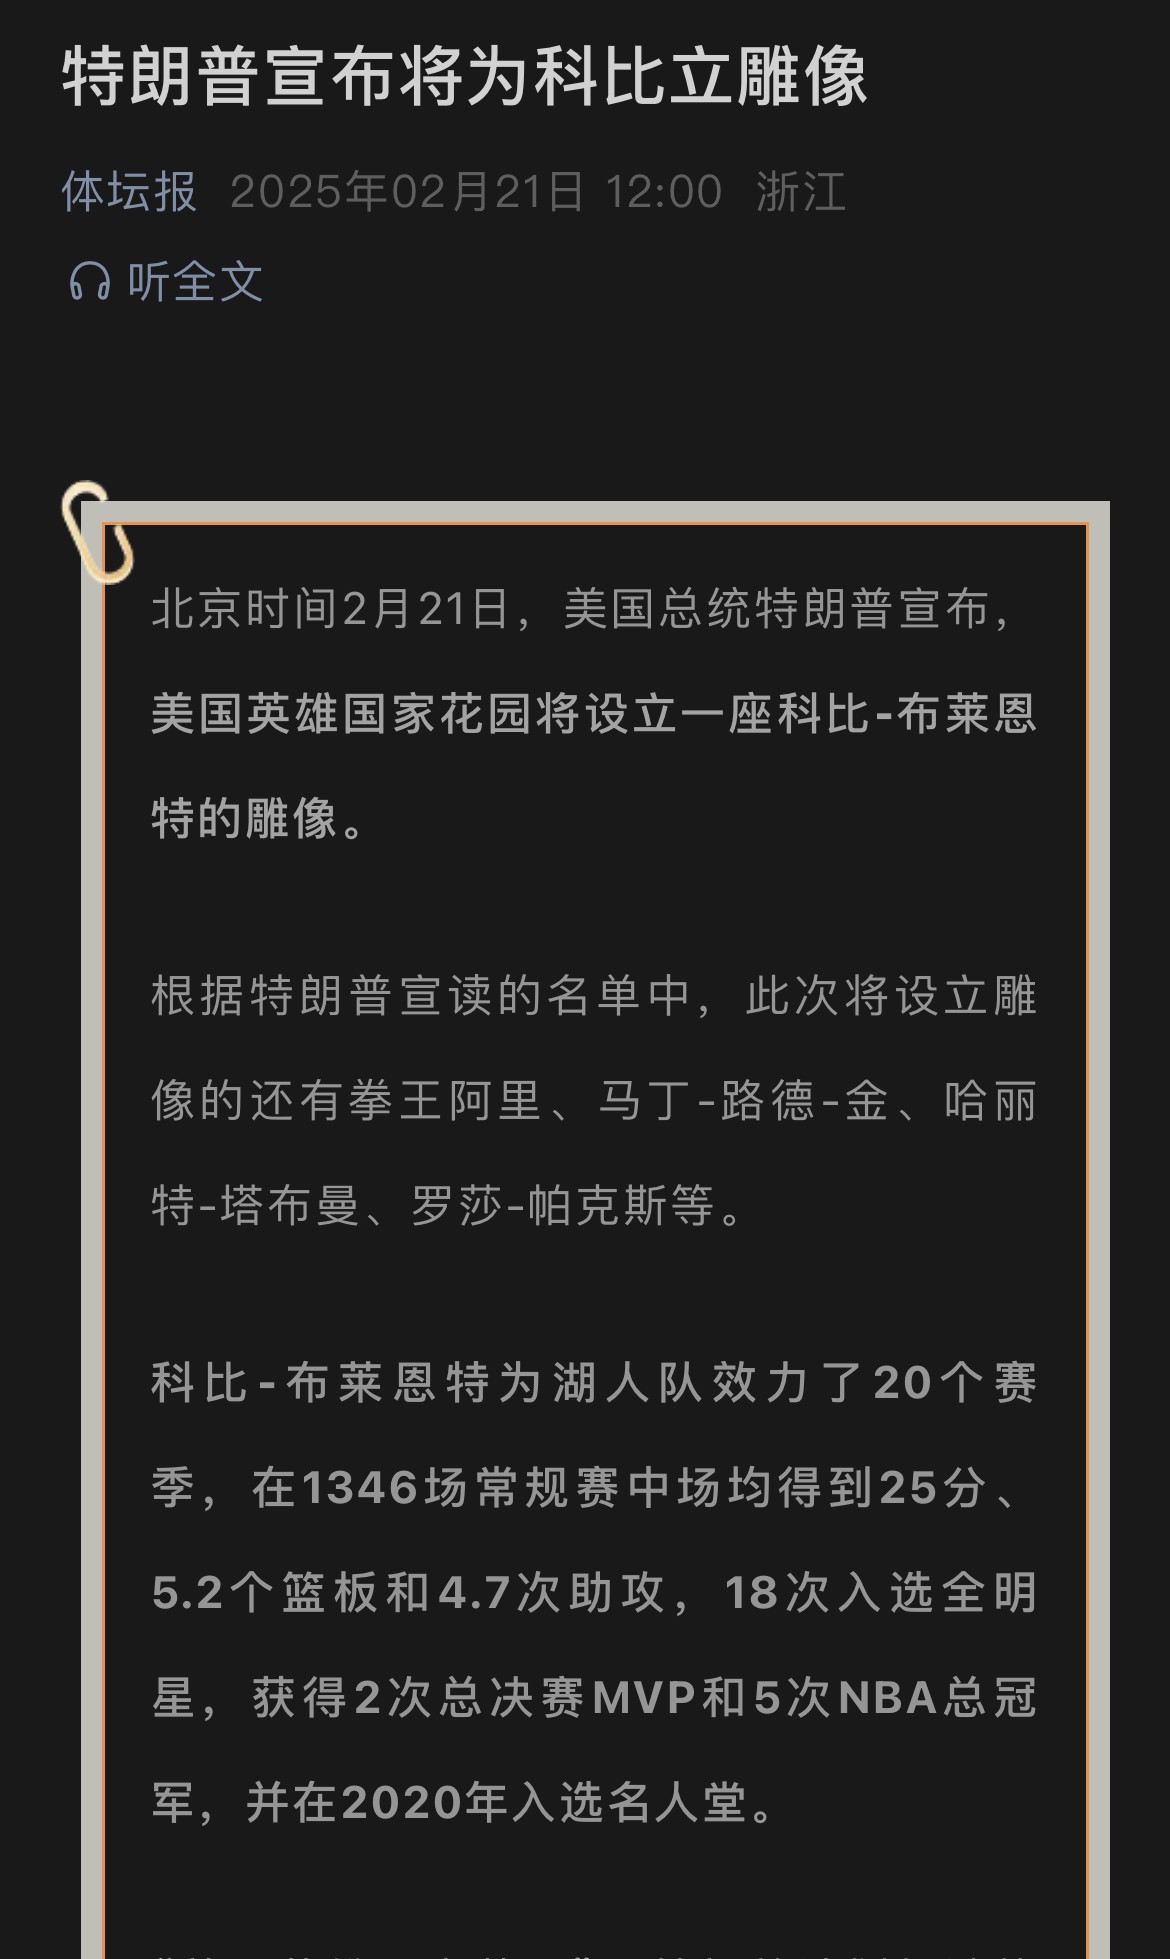 特朗普宣布将为科比立雕像
体坛报 2025年02月21日 12:00 浙江
听全文
北京时间2月21日，美国总统特朗普宣布，
美国英雄国家花园将设立一座科比-布莱恩
特的雕像。
根据特朗普宣读的名单中，此次将设立雕
像的还有拳王阿里、马丁-路德-金、哈丽
特-塔布曼、罗莎-帕克斯等。
科比-布莱恩特为湖人队效力了20个赛
季，在1346场常规赛中场均得到25分、
5.2个篮板和4.7次助攻，18次入选全明
星，获得2次总决赛MVP和5次NBA总冠
军，并在2020年入选名人堂。